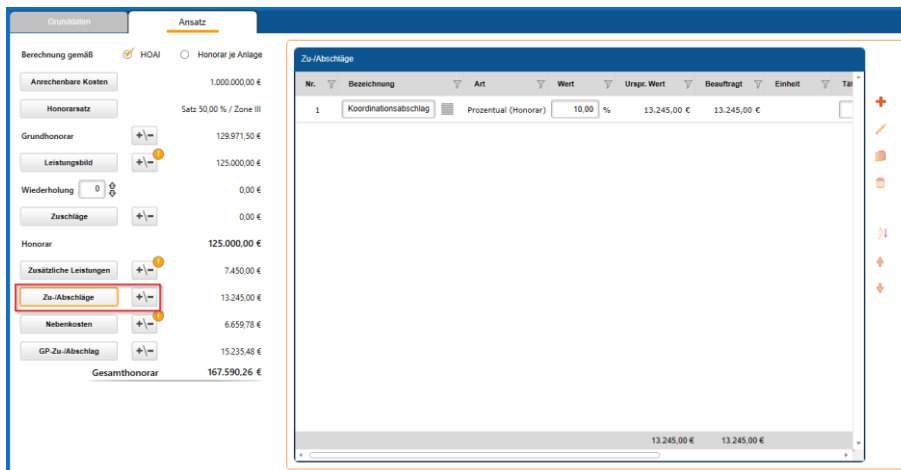 Grunddaten
Ansatz
Berechnung gemäß HOAI Honorar je Anlage
Anrechenbare Kosten 1.000.000,00 €
Honorarsatz Satz 50,00 % / Zone III
Grundhonorar +\− 129.971,50 €
Leistungsbild +\− ! 125.000,00 €
Wiederholung 0 0,00 €
Zuschläge +\− 0,00 €
Honorar 125.000,00 €
Zusätzliche Leistungen +\− ! 7.450,00 €
Zu-/Abschläge +\− 13.245,00 €
Nebenkosten +\− ! 6.659,78 €
GP-Zu-/Abschlag +\− 15.235,48 €
Gesamthonorar 167.590,26 €
Zu-/Abschläge
Nr. Bezeichnung Art Wert Urspr. Wert Beauftragt Einheit
1 Koordinationsabschlag Prozentual (Honorar) 10,00 % 13.245,00 € 13.245,00 €
13.245,00 € 13.245,00 €